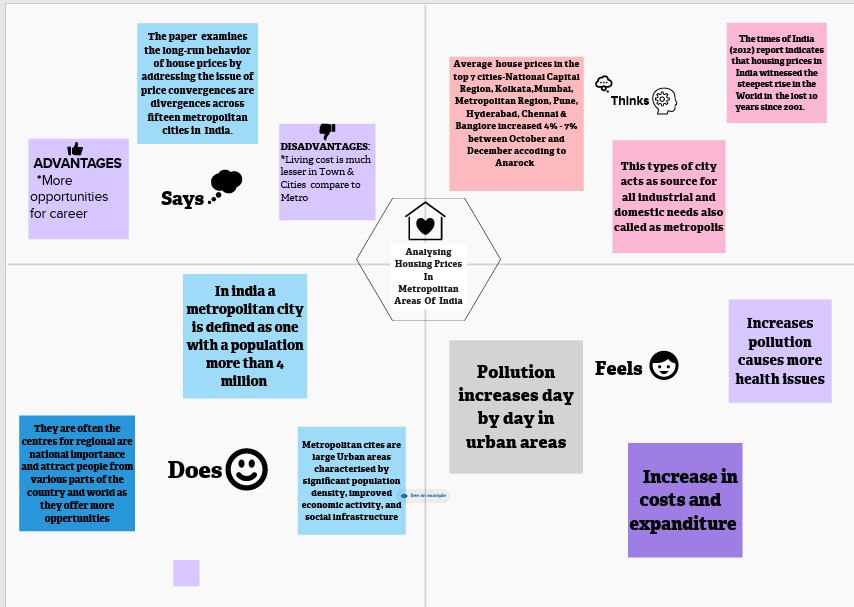 The paper examines
the long-run behavior
of house prices by
addressing the issue of
price convergences are
divergences across
fifteen metropolitan
cities in India.
ADVANTAGES
*More
opportunities
for career
Says
DISADVANTAGES:
*Living cost is much
lesser in Town &
Cities compare to
Metro
Average house prices in the
top 7 cities-National Capital
Region, Kolkata,Mumbai,
Metropolitan Region, Pune,
Hyderabad, Chennai &
Banglore increased 4% - 7%
between October and
December accoding to
Anarock
Thinks
The times of India
(2012) report indicates
that housing prices in
India witnessed the
steepest rise in the
World in the lost 10
years since 2001.
This types of city
acts as source for
all industrial and
domestic needs also
called as metropolis
Analysing
Housing Prices
In
Metropolitan
Areas Of India
In india a
metropolitan city
is defined as one
with a population
more than 4
million
They are often the
centres for regional are
national importance
and attract people from
various parts of the
country and world as
they offer more
oppertunities
Does
Metropolitan cites are
large Urban areas
characterised by
significant population
density, improved
economic activity, and
social infrastructure
See an example
Pollution
increases day
by day in
urban areas
Feels
Increases
pollution
causes more
health issues
Increase in
costs and
expanditure